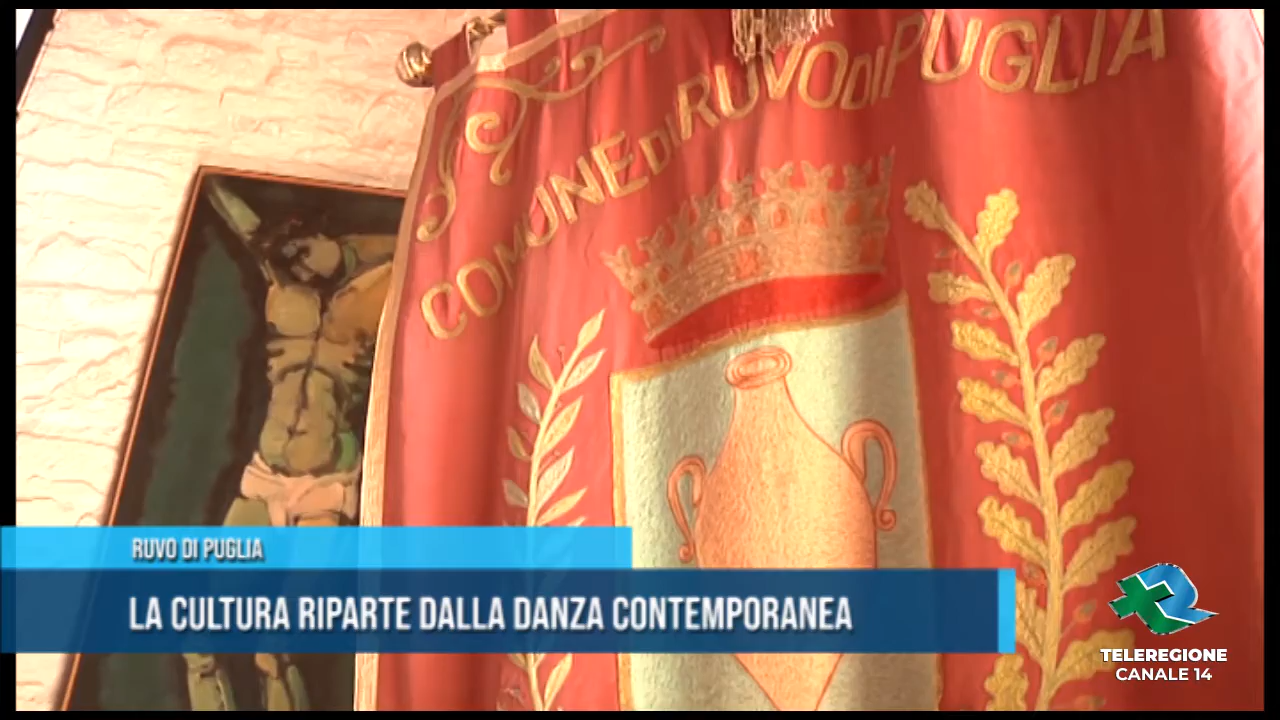 COMUNE DI RUVO DI PUGLIA
RUVO DI PUGLIA
LA CULTURA RIPARTE DALLA DANZA CONTEMPORANEA
TELEREGIONE
CANALE 14